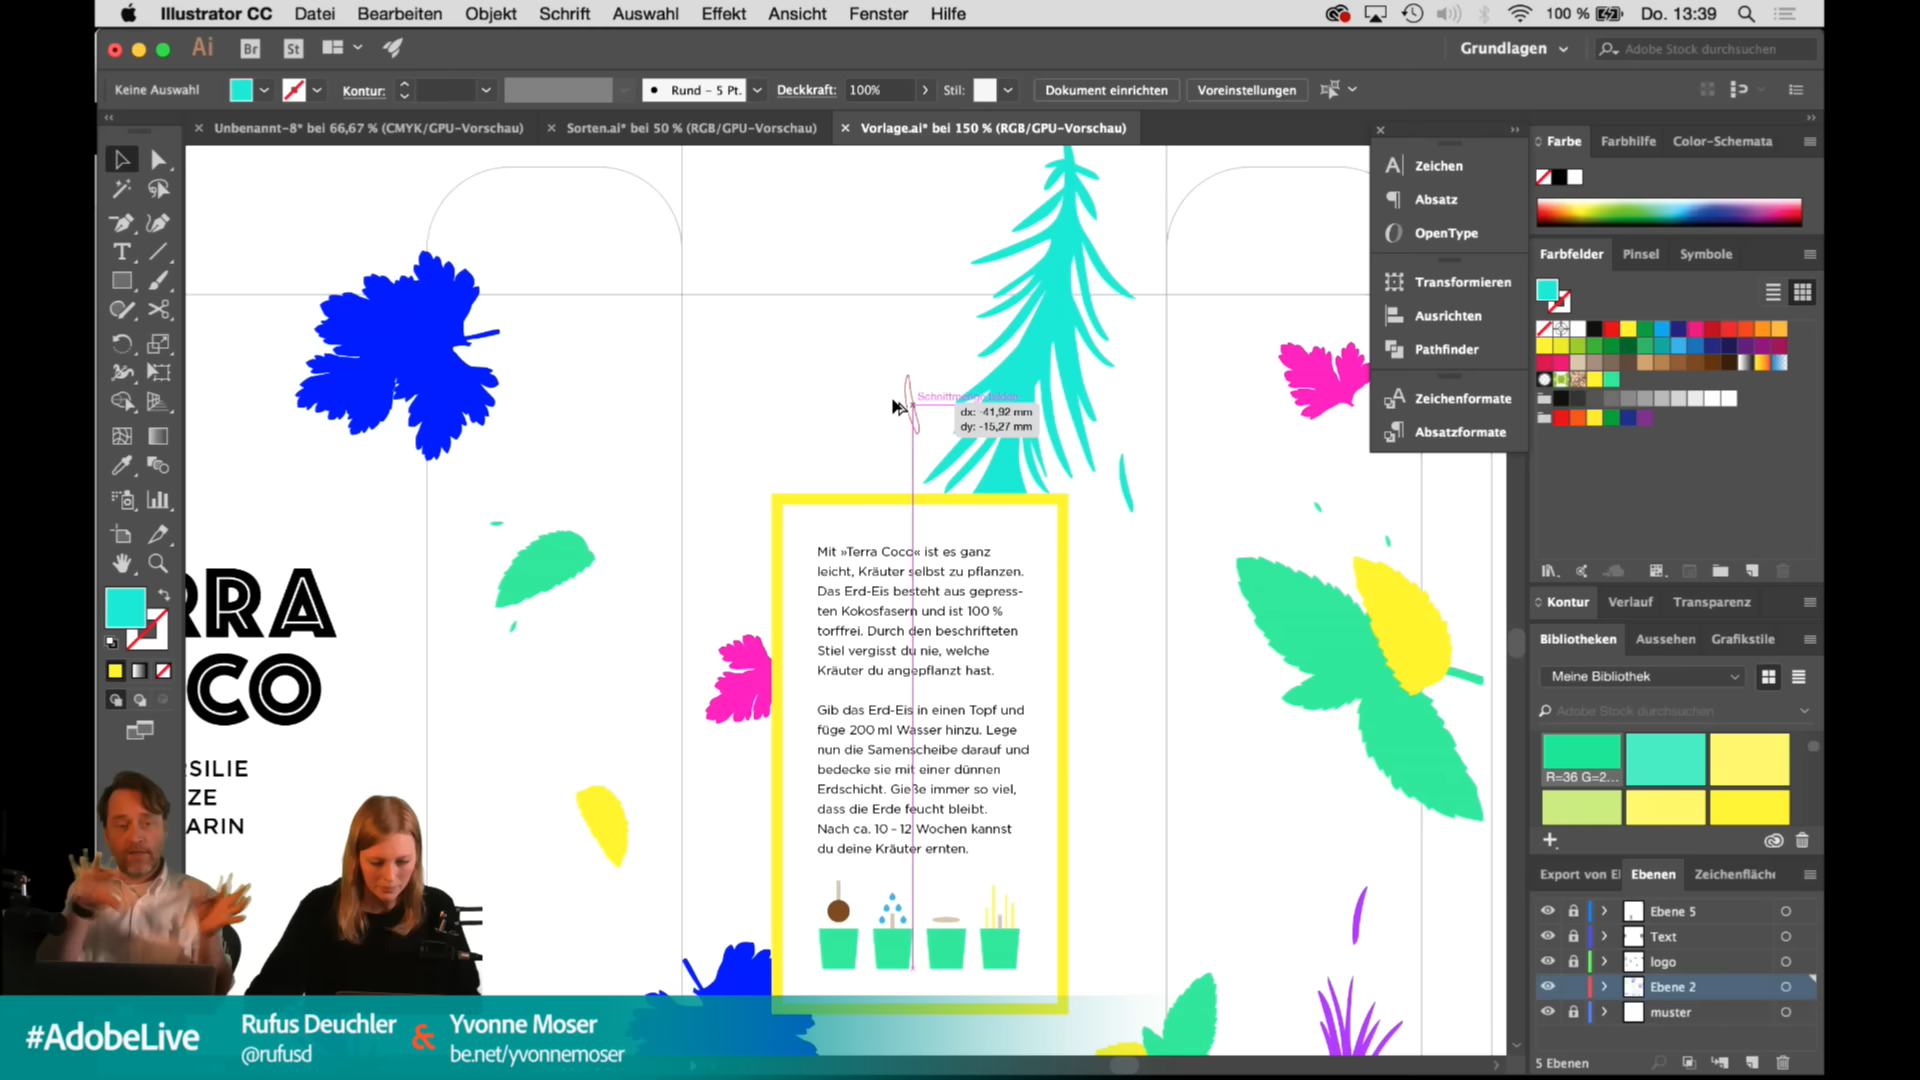 Illustrator CC Datei Bearbeiten Objekt Schrift Auswahl Effekt Ansicht Fenster Hilfe 100 % Do. 13:39
Ai Br St Grundlagen Adobe Stock durchsuchen
Keine Auswahl Kontur: Rund – 5 Pt. Deckkraft: 100% Stil: Dokument einrichten Voreinstellungen
Unbenannt-8* bei 66,67 % (CMYK/GPU-Vorschau) Sorten.ai* bei 50 % (RGB/GPU-Vorschau) Vorlage.ai* bei 150 % (RGB/GPU-Vorschau)
Zeichen
Absatz
OpenType
Transformieren
Ausrichten
Pathfinder
Zeichenformate
Absatzformate
Farbe Farbhilfe Color-Schemata
Farbfelder Pinsel Symbole
dx: -41,92 mm
dy: -15,27 mm
RRA
CO
RSILIE
ZE
ARIN
Mit »Terra Coco« ist es ganz
leicht, Kräuter selbst zu pflanzen.
Das Erd-Eis besteht aus gepress-
ten Kokosfasern und ist 100 %
torffrei. Durch den beschrifteten
Stiel vergisst du nie, welche
Kräuter du angepflanzt hast.
Gib das Erd-Eis in einen Topf und
füge 200 ml Wasser hinzu. Lege
nun die Samenscheibe darauf und
bedecke sie mit einer dünnen
Erdschicht. Gieße immer so viel,
dass die Erde feucht bleibt.
Nach ca. 10 – 12 Wochen kannst
du deine Kräuter ernten.
Kontur Verlauf Transparenz
Bibliotheken Aussehen Grafikstile
Meine Bibliothek
Adobe Stock durchsuchen
R=36 G=2...
Export von El Ebenen Zeichenfläche
Ebene 5
Text
logo
Ebene 2
muster
5 Ebenen
#AdobeLive Rufus Deuchler & Yvonne Moser
@rufusd be.net/yvonnemoser